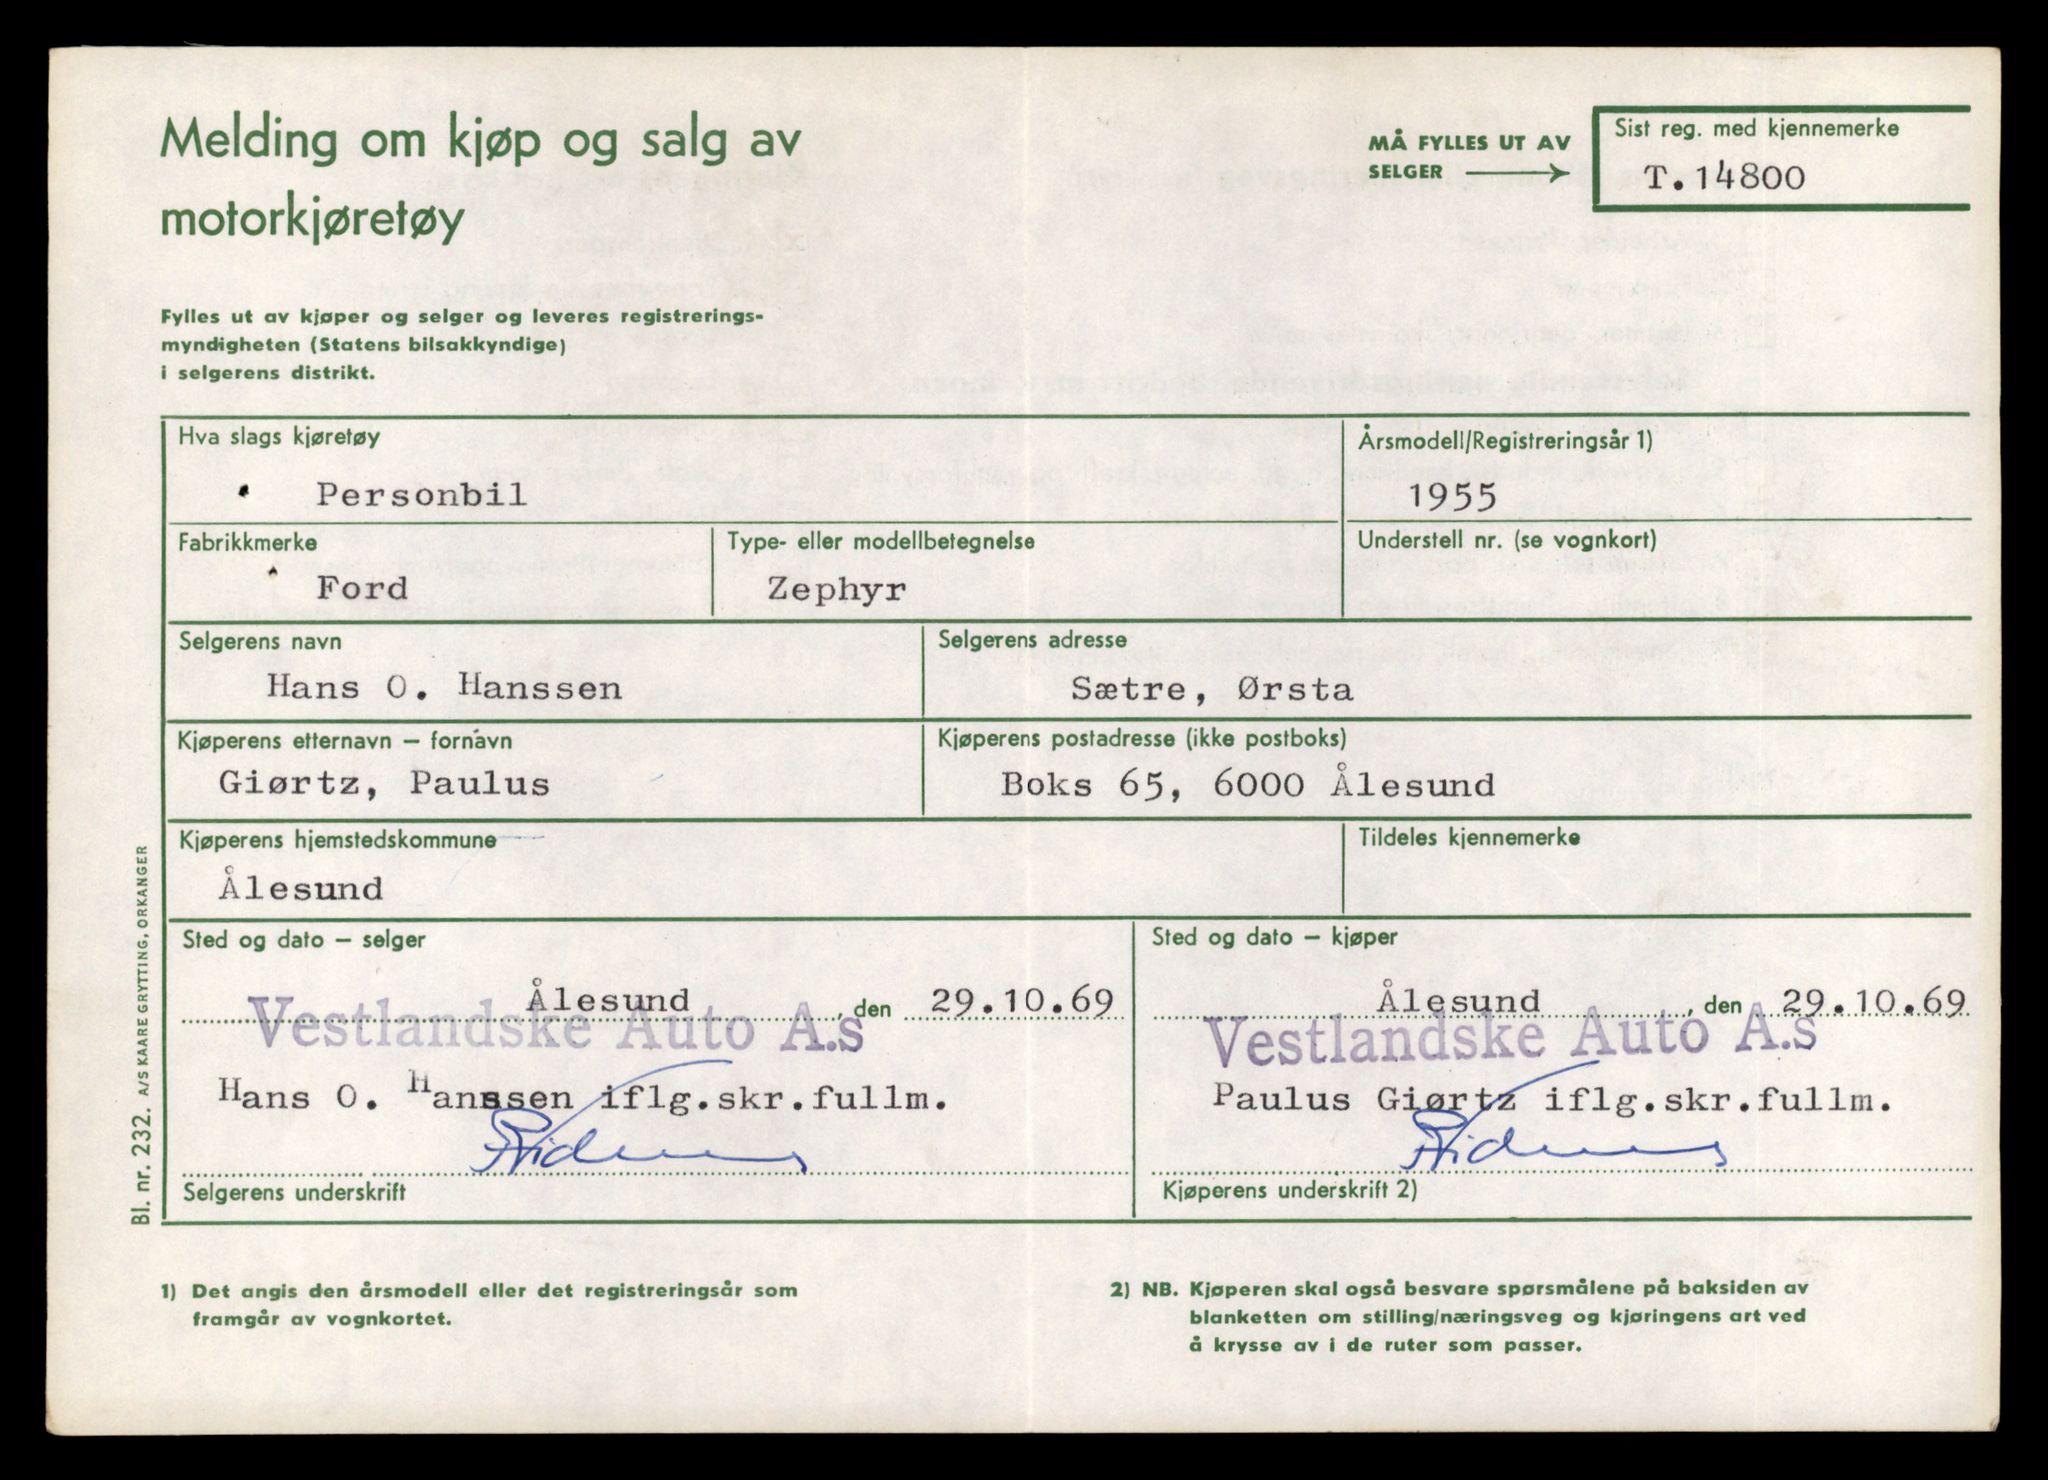 Melding om kjøp og salg av
motorkjøretøy
MÅ FYLLES UT AV
SELGER
Sist reg. med kjennemerke
T.14800
Fylles ut av kjøper og selger og leveres registrerings-
myndigheten (Statens bilsakkyndige)
i selgerens distrikt.
Hva slags kjøretøy
Personbil
Årsmodell/Registreringsår 1)
1955
Fabrikkmerke
Ford
Type- eller modellbetegnelse
Zephyr
Understell nr. (se vognkort)
Selgerens navn
Hans O. Hanssen
Selgerens adresse
Sætre, Ørsta
Kjøperens etternavn – fornavn
Giørtz, Paulus
Kjøperens postadresse (ikke postboks)
Boks 65, 6000 Ålesund
Kjøperens hjemstedskommune
Ålesund
Tildeles kjennemerke
Sted og dato – selger
Ålesund, den 29.10.69
Vestlandske Auto A.s
Hans O. Hanssen iflg.skr.fullm.
Selgerens underskrift
Sted og dato – kjøper
Ålesund, den 29.10.69
Vestlandske Auto A.s
Paulus Giørtz iflg.skr.fullm.
Kjøperens underskrift 2)
Bl. nr. 232. A/S KAARE GRYTTING, ORKANGER
1) Det angis den årsmodell eller det registreringsår som
framgår av vognkortet.
2) NB. Kjøperen skal også besvare spørsmålene på baksiden av
blanketten om stilling/næringsveg og kjøringens art ved
å krysse av i de ruter som passer.